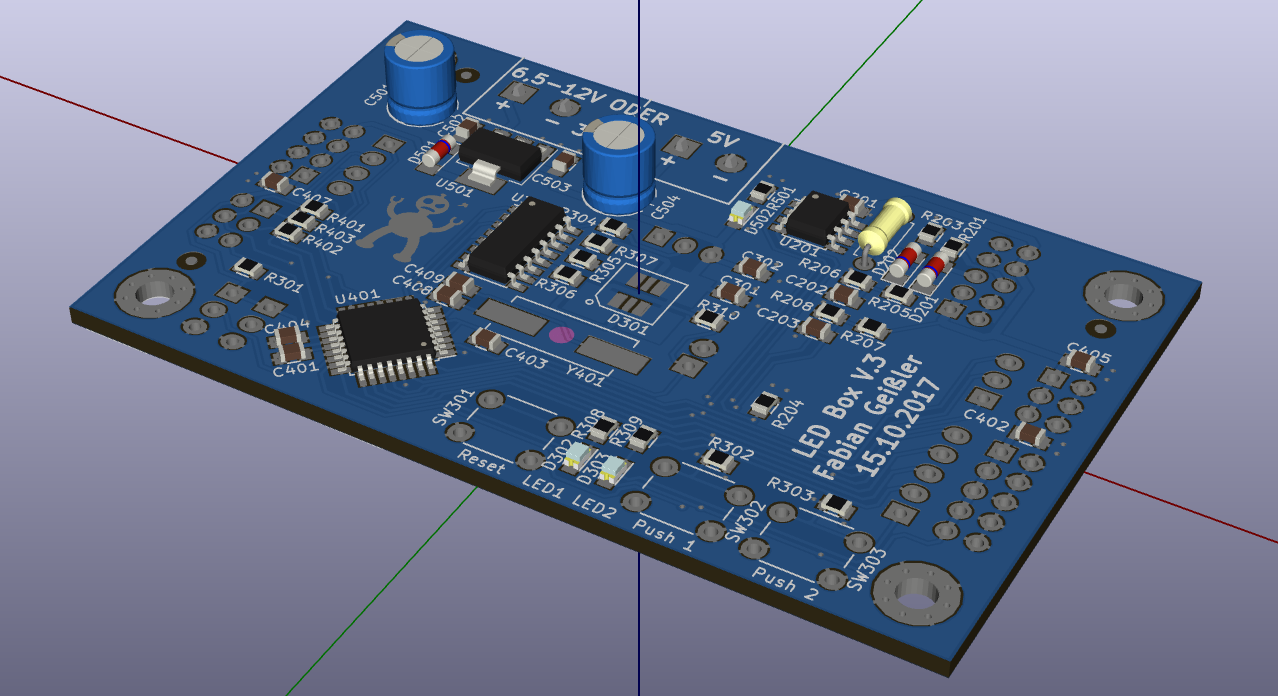 6,5-12V ODER
5V
+
-
3
+
-
C501
C502
D501
U501
C503
C504
D502
R501
C201
U201
R203
R201
R206
C202
R205
D201
R208
C203
R207
C407
R401
R403
R402
R301
U401
C409
C408
R304
R307
R305
R306
C302
C301
R310
D301
C404
C401
C403
Y401
C405
C402
R204
LED Box V.3
Fabian Geißler
15.10.2017
SW301
Reset
R308
R309
D302
LED1
LED2
R302
R303
Push 1
SW302
Push 2
SW303